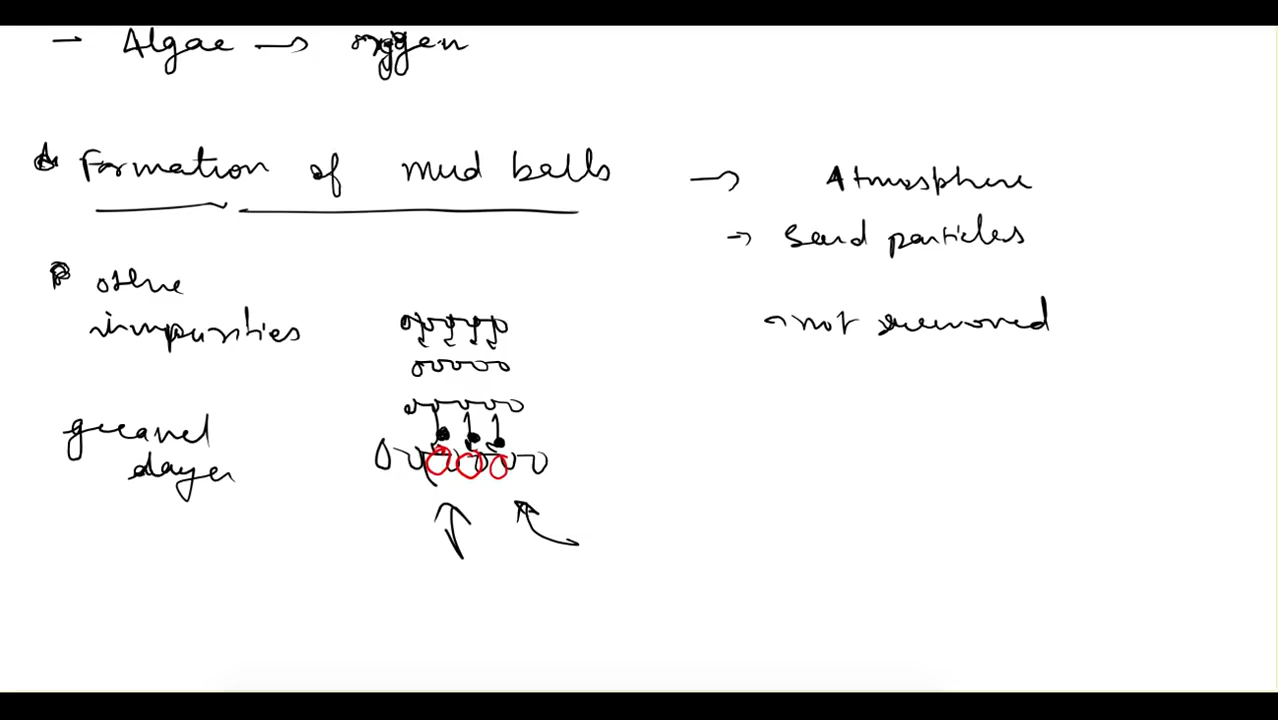 - Algae → oxygen
Formation of mud balls → Atmosphere
→ Sand particles
other
impurities
→ not removed
gravel
layer